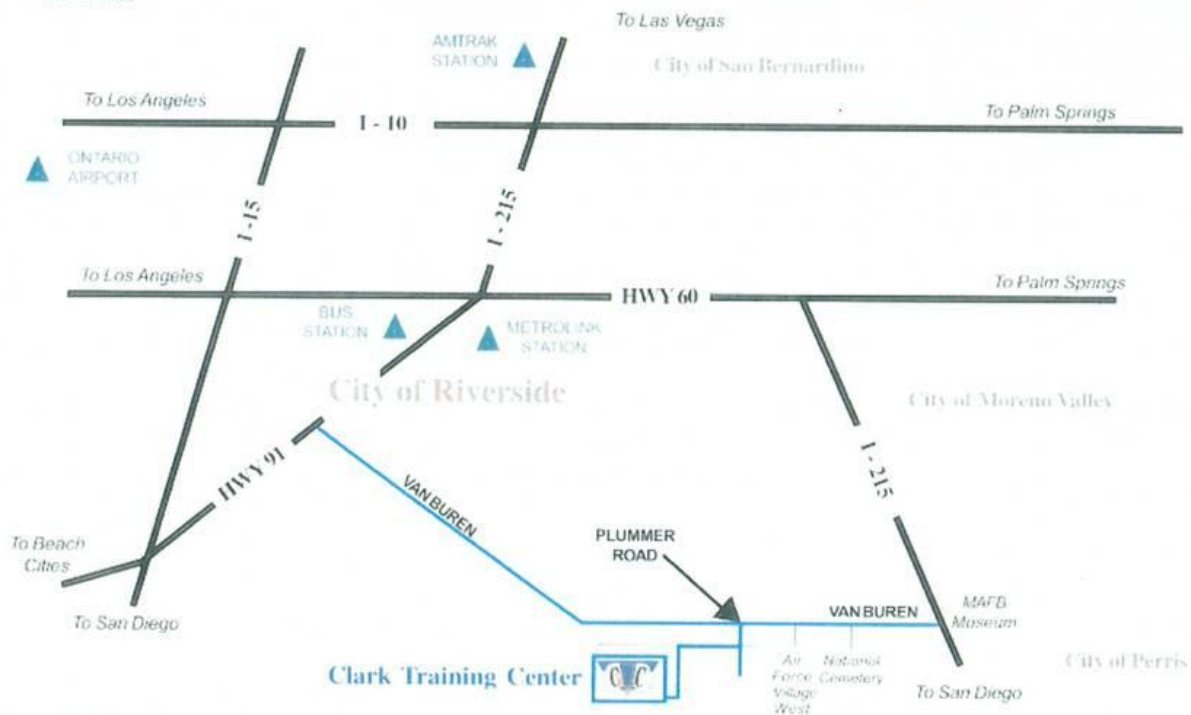 To Las Vegas
AMTRAK
STATION
City of San Bernardino
To Los Angeles
I - 10
To Palm Springs
ONTARIO
AIRPORT
I -15
I - 215
To Los Angeles
HWY 60
To Palm Springs
BUS
STATION
METROLINK
STATION
City of Riverside
City of Moreno Valley
HWY 91
VAN BUREN
I - 215
To Beach
Cities
PLUMMER
ROAD
To San Diego
VAN BUREN
MAFB
Museum
Clark Training Center
CTC
Air
Force
Village
West
National
Cemetery
City of Perris
To San Diego